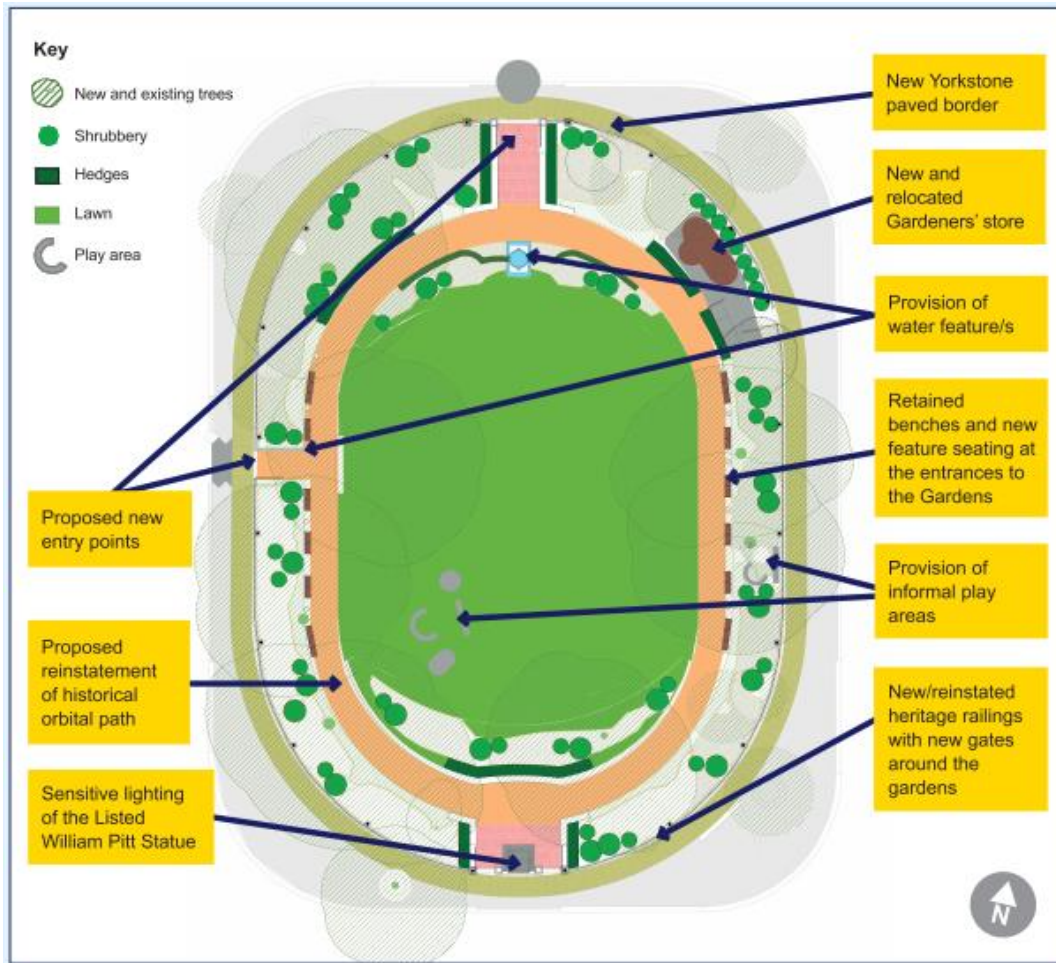 Key
New and existing trees
Shrubbery
Hedges
Lawn
Play area
New Yorkstone
paved border
New and
relocated
Gardeners' store
Provision of
water feature/s
Retained
benches and new
feature seating at
the entrances to
the Gardens
Provision of
informal play
areas
New/reinstated
heritage railings
with new gates
around the
gardens
Proposed new
entry points
Proposed
reinstatement
of historical
orbital path
Sensitive lighting
of the Listed
William Pitt Statue
N